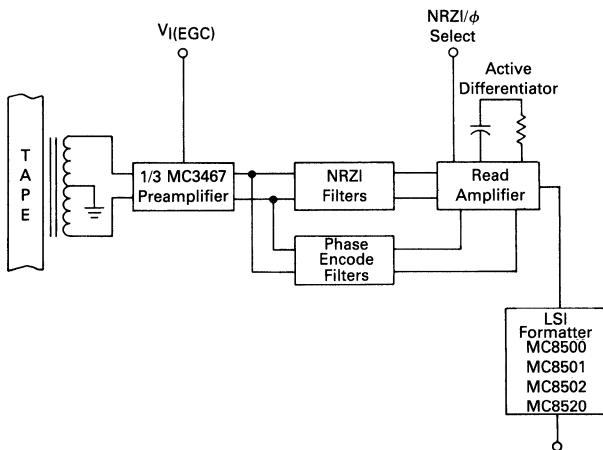 V_I(EGC)
NRZI/ϕ
Select
Active
Differentiator
T
A
P
E
1/3 MC3467
Preamplifier
NRZI
Filters
Read
Amplifier
Phase
Encode
Filters
LSI
Formatter
MC8500
MC8501
MC8502
MC8520